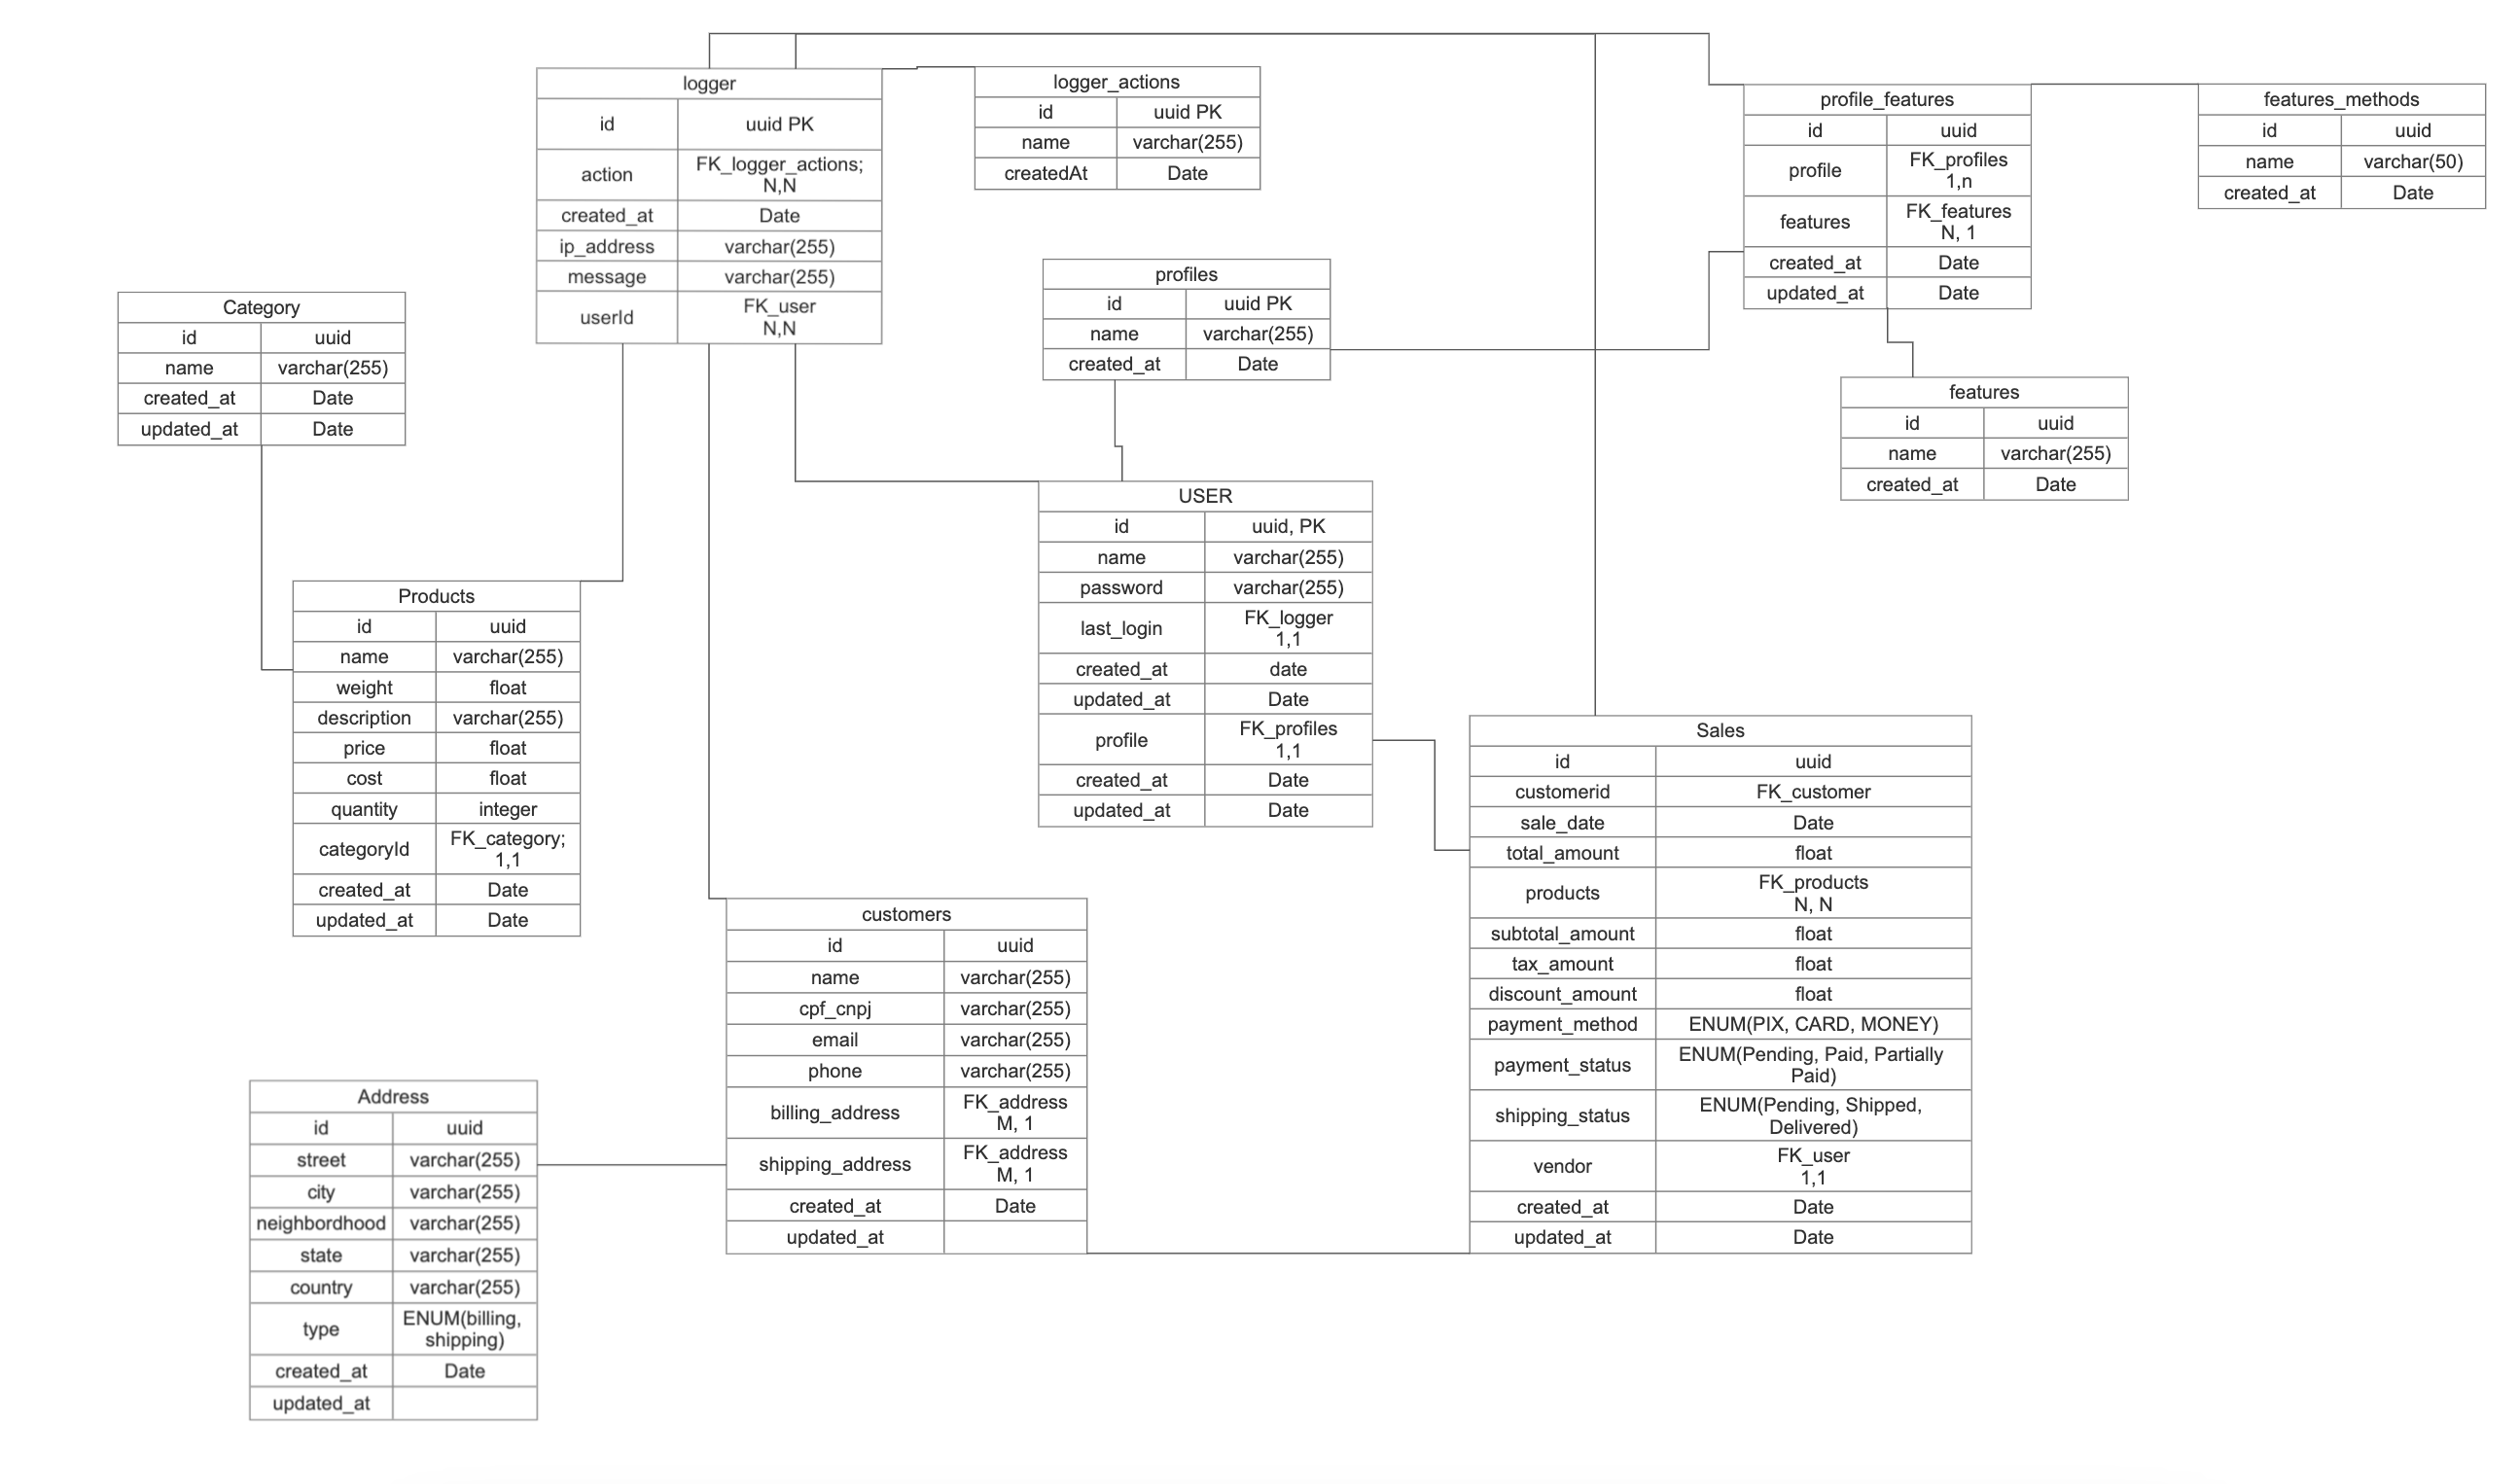 logger
id uuid PK
action FK_logger_actions;
N,N
created_at Date
ip_address varchar(255)
message varchar(255)
userId FK_user
N,N
logger_actions
id uuid PK
name varchar(255)
createdAt Date
profile_features
id uuid
profile FK_profiles
1,n
features FK_features
N, 1
created_at Date
updated_at Date
features_methods
id uuid
name varchar(50)
created_at Date
profiles
id uuid PK
name varchar(255)
created_at Date
Category
id uuid
name varchar(255)
created_at Date
updated_at Date
features
id uuid
name varchar(255)
created_at Date
USER
id uuid, PK
name varchar(255)
password varchar(255)
last_login FK_logger
1,1
created_at date
updated_at Date
profile FK_profiles
1,1
created_at Date
updated_at Date
Products
id uuid
name varchar(255)
weight float
description varchar(255)
price float
cost float
quantity integer
categoryId FK_category;
1,1
created_at Date
updated_at Date
Sales
id uuid
customerid FK_customer
sale_date Date
total_amount float
products FK_products
N, N
subtotal_amount float
tax_amount float
discount_amount float
payment_method ENUM(PIX, CARD, MONEY)
payment_status ENUM(Pending, Paid, Partially
Paid)
shipping_status ENUM(Pending, Shipped,
Delivered)
vendor FK_user
1,1
created_at Date
updated_at Date
customers
id uuid
name varchar(255)
cpf_cnpj varchar(255)
email varchar(255)
phone varchar(255)
billing_address FK_address
M, 1
shipping_address FK_address
M, 1
created_at Date
updated_at
Address
id uuid
street varchar(255)
city varchar(255)
neighbordhood varchar(255)
state varchar(255)
country varchar(255)
type ENUM(billing,
shipping)
created_at Date
updated_at